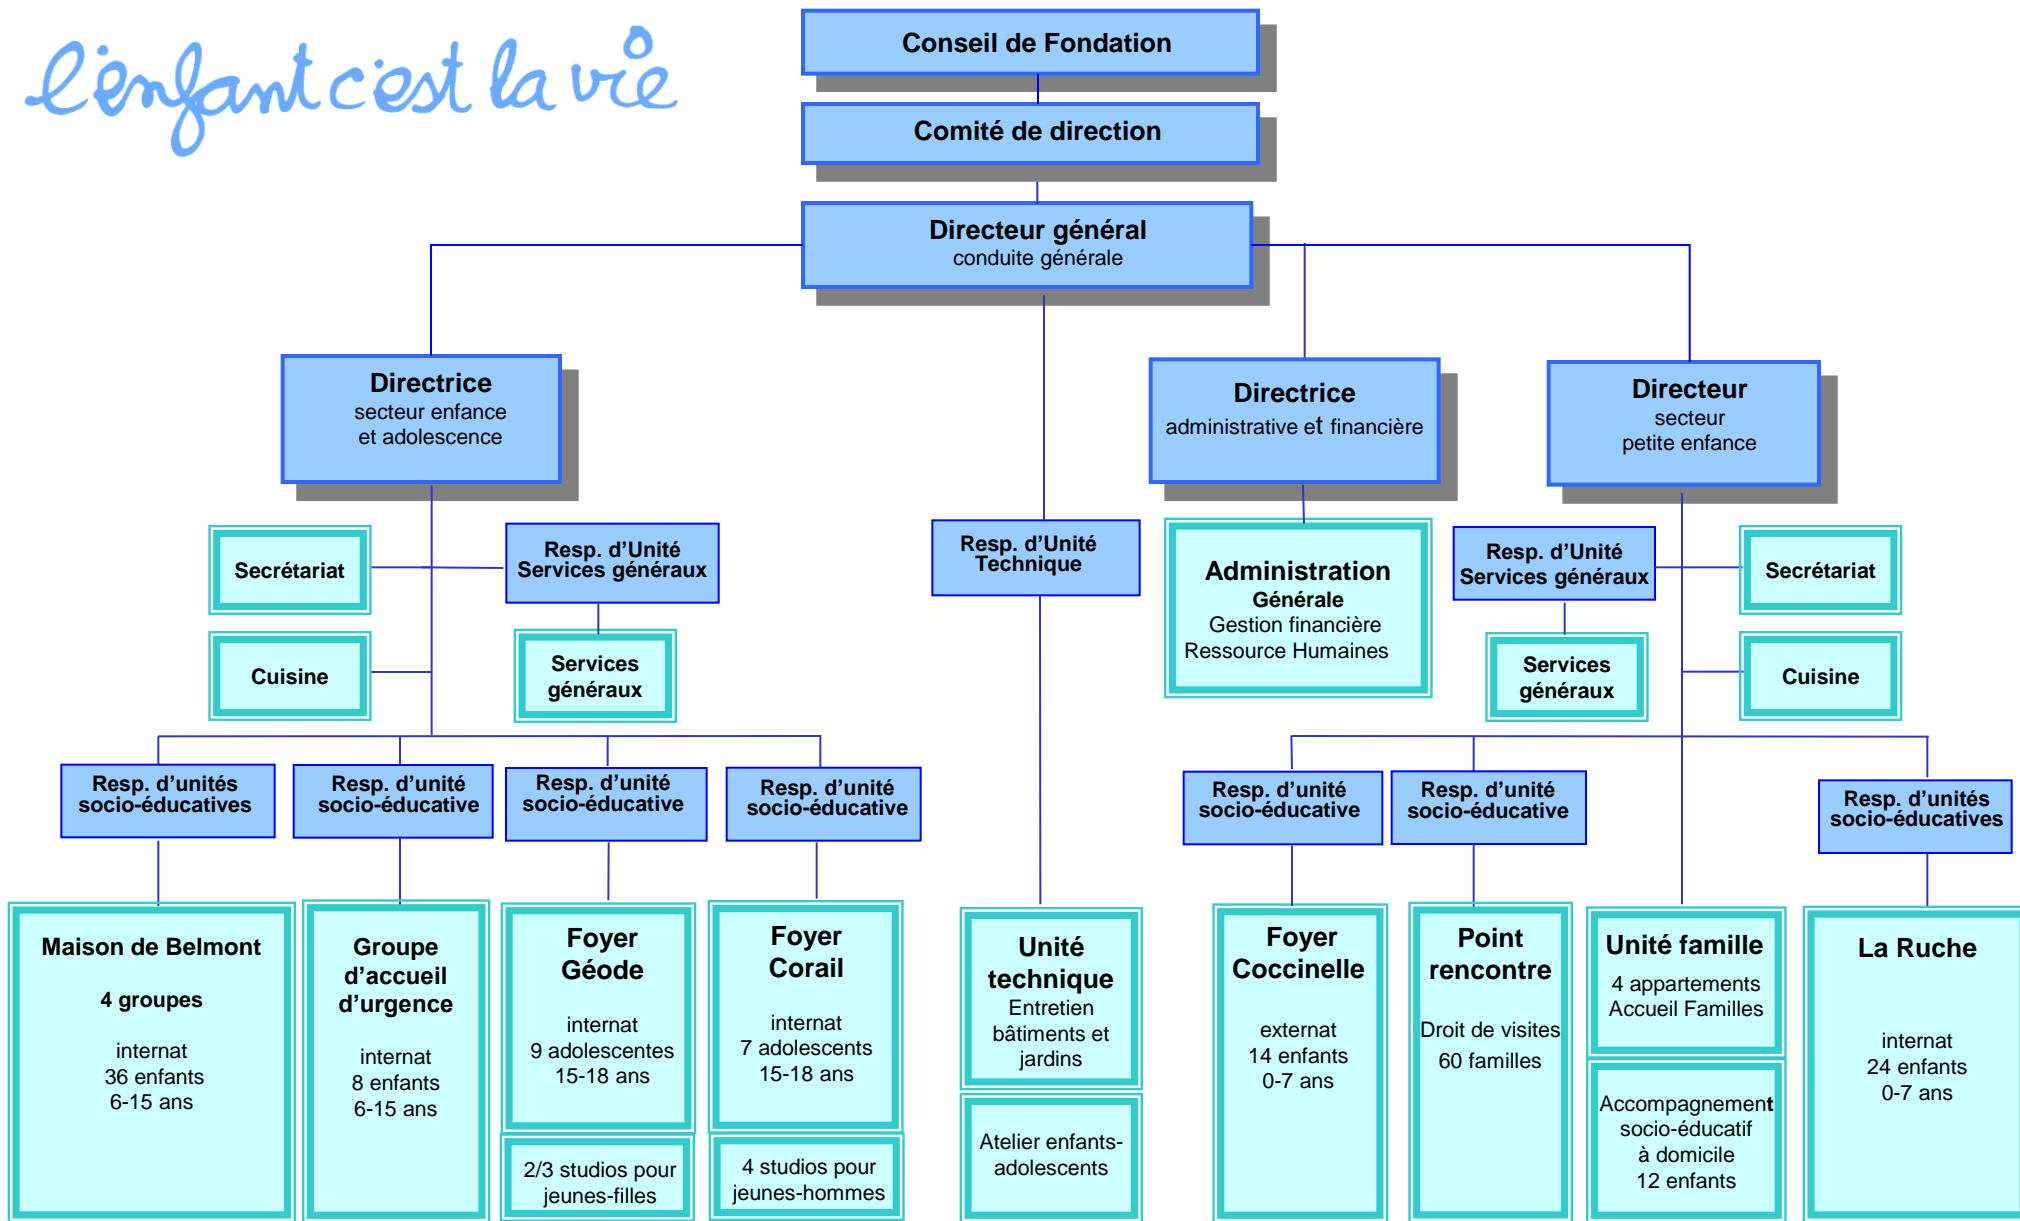 l'enfant c'est la vie
Conseil de Fondation
Comité de direction
Directeur général
conduite générale
Directrice
secteur enfance
et adolescence
Directrice
administrative et financière
Directeur
secteur
petite enfance
Secrétariat
Resp. d'Unité
Services généraux
Cuisine
Services
généraux
Resp. d'Unité
Technique
Administration
Générale
Gestion financière
Ressource Humaines
Resp. d'Unité
Services généraux
Secrétariat
Services
généraux
Cuisine
Resp. d'unités
socio-éducatives
Resp. d'unité
socio-éducative
Resp. d'unité
socio-éducative
Resp. d'unité
socio-éducative
Resp. d'unité
socio-éducative
Resp. d'unité
socio-éducative
Resp. d'unités
socio-éducatives
Maison de Belmont
4 groupes
internat
36 enfants
6-15 ans
Groupe
d'accueil
d'urgence
internat
8 enfants
6-15 ans
Foyer
Géode
internat
9 adolescentes
15-18 ans
2/3 studios pour
jeunes-filles
Foyer
Corail
internat
7 adolescents
15-18 ans
4 studios pour
jeunes-hommes
Unité
technique
Entretien
bâtiments et
jardins
Atelier enfants-
adolescents
Foyer
Coccinelle
externat
14 enfants
0-7 ans
Point
rencontre
Droit de visites
60 familles
Unité famille
4 appartements
Accueil Familles
Accompagnement
socio-éducatif
à domicile
12 enfants
La Ruche
internat
24 enfants
0-7 ans